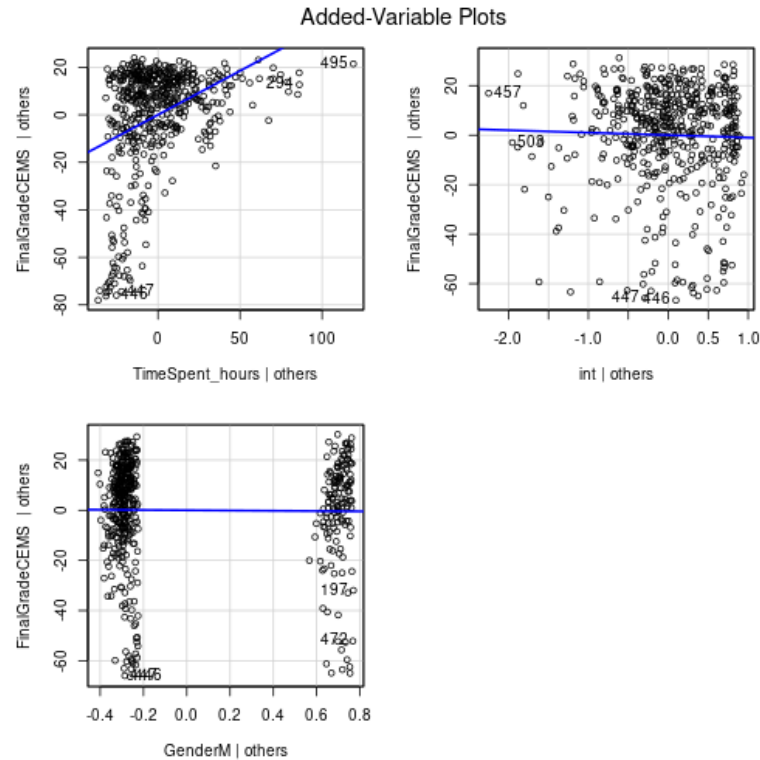 Added-Variable Plots
FinalGradeCEMS | others
20
0
-20
-40
-60
-80
495
294
0 50 100
TimeSpent_hours | others
FinalGradeCEMS | others
20
0
-20
-40
-60
457
503
447 446
-2.0 -1.0 0.0 0.5 1.0
int | others
FinalGradeCEMS | others
20
0
-20
-40
-60
197
472
-0.4 -0.2 0.0 0.2 0.4 0.6 0.8
GenderM | others